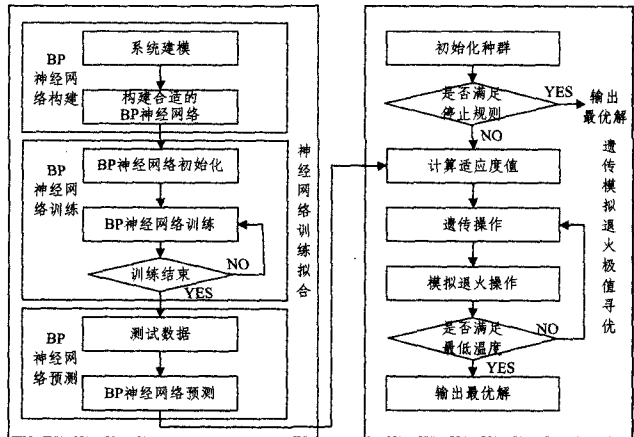 BP
神经网
络构建
系统建模
构建合适的
BP神经网络
BP
神经网
络训练
BP神经网络初始化
BP神经网络训练
训练结束
NO
YES
BP
神经网
络预测
测试数据
BP神经网络预测
神经网络训练拟合
初始化种群
是否满足
停止规则
YES
输出
最优解
NO
计算适应度值
遗传操作
模拟退火操作
是否满足
最低温度
NO
YES
输出最优解
遗传模拟退火极值寻优